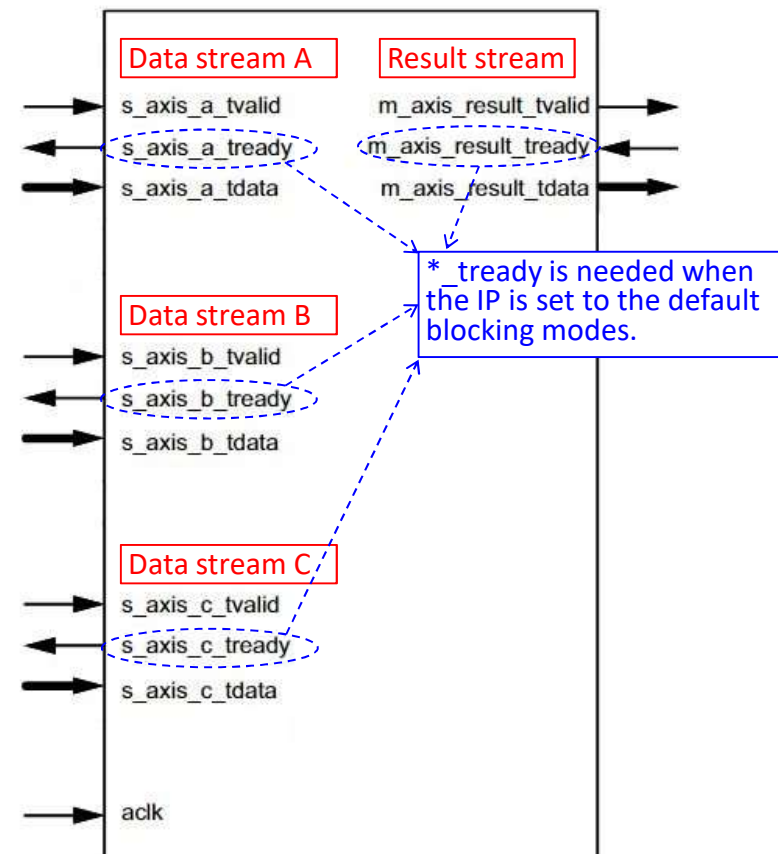 Data stream A
s_axis_a_tvalid
s_axis_a_tready
s_axis_a_tdata
Result stream
m_axis_result_tvalid
m_axis_result_tready
m_axis_result_tdata
*_tready is needed when
the IP is set to the default
blocking modes.
Data stream B
s_axis_b_tvalid
s_axis_b_tready
s_axis_b_tdata
Data stream C
s_axis_c_tvalid
s_axis_c_tready
s_axis_c_tdata
aclk